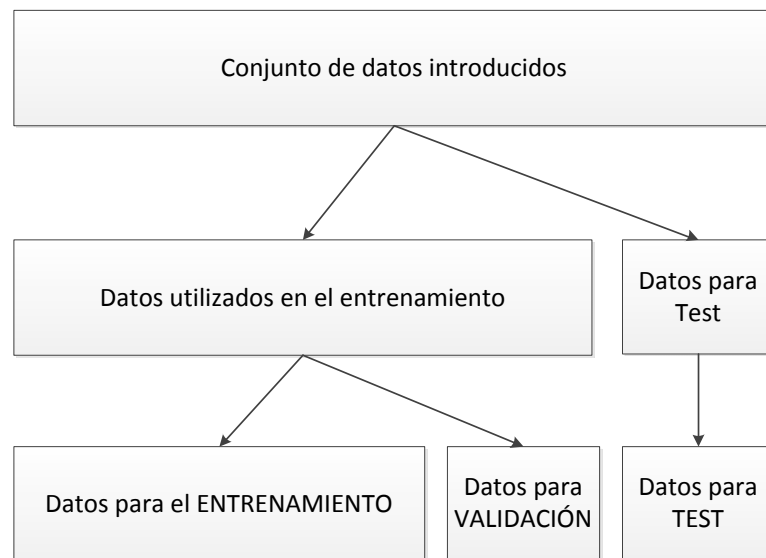 Conjunto de datos introducidos
Datos utilizados en el entrenamiento
Datos para
Test
Datos para el ENTRENAMIENTO
Datos para
VALIDACIÓN
Datos para
TEST